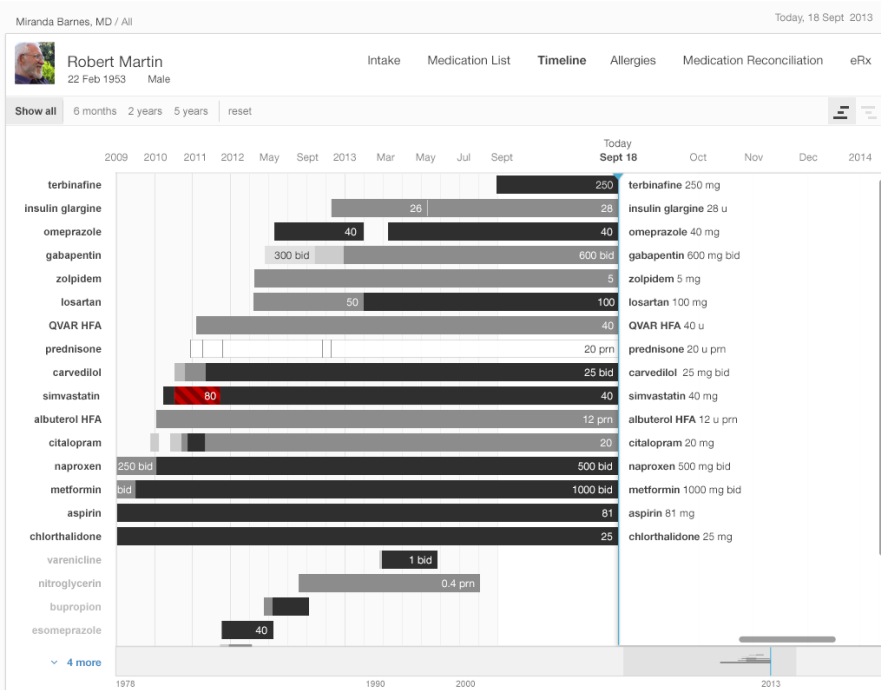 Miranda Barnes, MD / All
Today, 18 Sept 2013
Robert Martin
22 Feb 1953 Male
Intake Medication List Timeline Allergies Medication Reconciliation eRx
Show all 6 months 2 years 5 years reset
Today
2009 2010 2011 2012 May Sept 2013 Mar May Jul Sept Sept 18 Oct Nov Dec 2014
terbinafine 250 terbinafine 250 mg
insulin glargine 26 28 insulin glargine 28 u
omeprazole 40 40 omeprazole 40 mg
gabapentin 300 bid 600 bid gabapentin 600 mg bid
zolpidem 5 zolpidem 5 mg
losartan 50 100 losartan 100 mg
QVAR HFA 40 QVAR HFA 40 u
prednisone 20 prn prednisone 20 u prn
carvedilol 25 bid carvedilol 25 mg bid
simvastatin 80 40 simvastatin 40 mg
albuterol HFA 12 prn albuterol HFA 12 u prn
citalopram 20 citalopram 20 mg
naproxen 250 bid 500 bid naproxen 500 mg bid
metformin bid 1000 bid metformin 1000 mg bid
aspirin 81 aspirin 81 mg
chlorthalidone 25 chlorthalidone 25 mg
varenicline 1 bid
nitroglycerin 0.4 prn
bupropion
esomeprazole 40
4 more
1978 1990 2000 2013